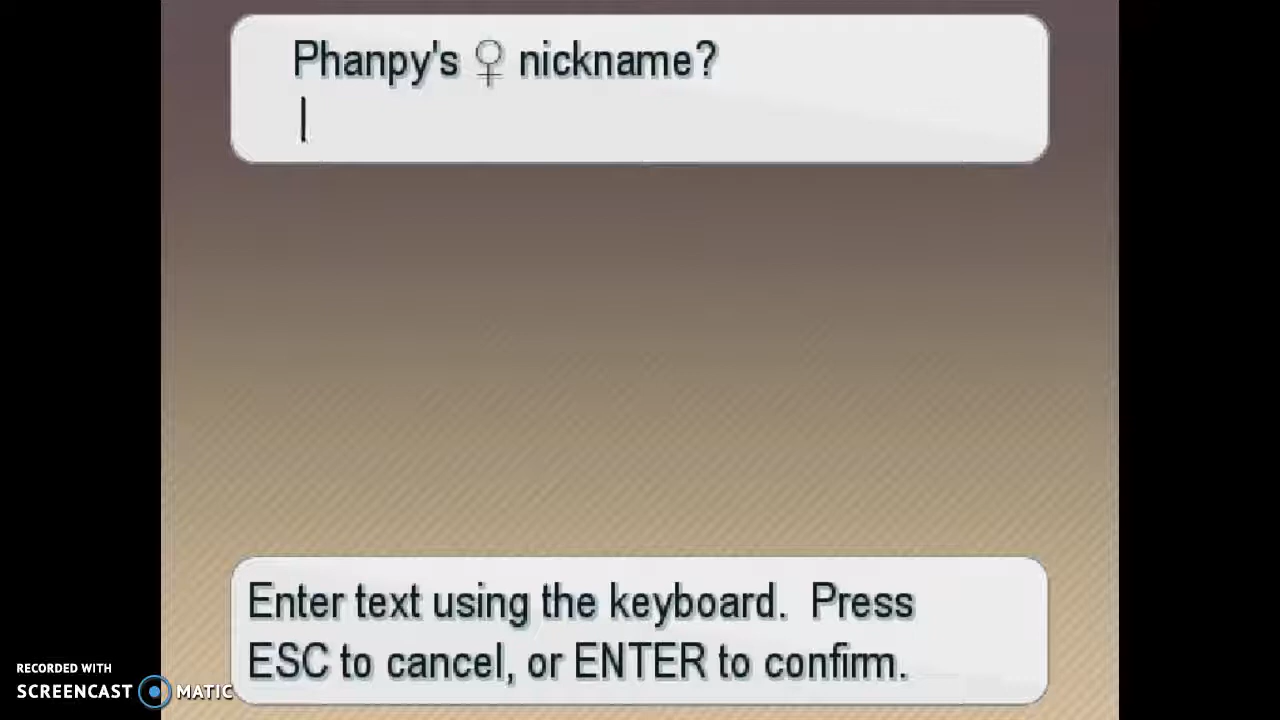 Phanpy's ♀ nickname?
Enter text using the keyboard. Press
ESC to cancel, or ENTER to confirm.
RECORDED WITH
SCREENCAST MATIC